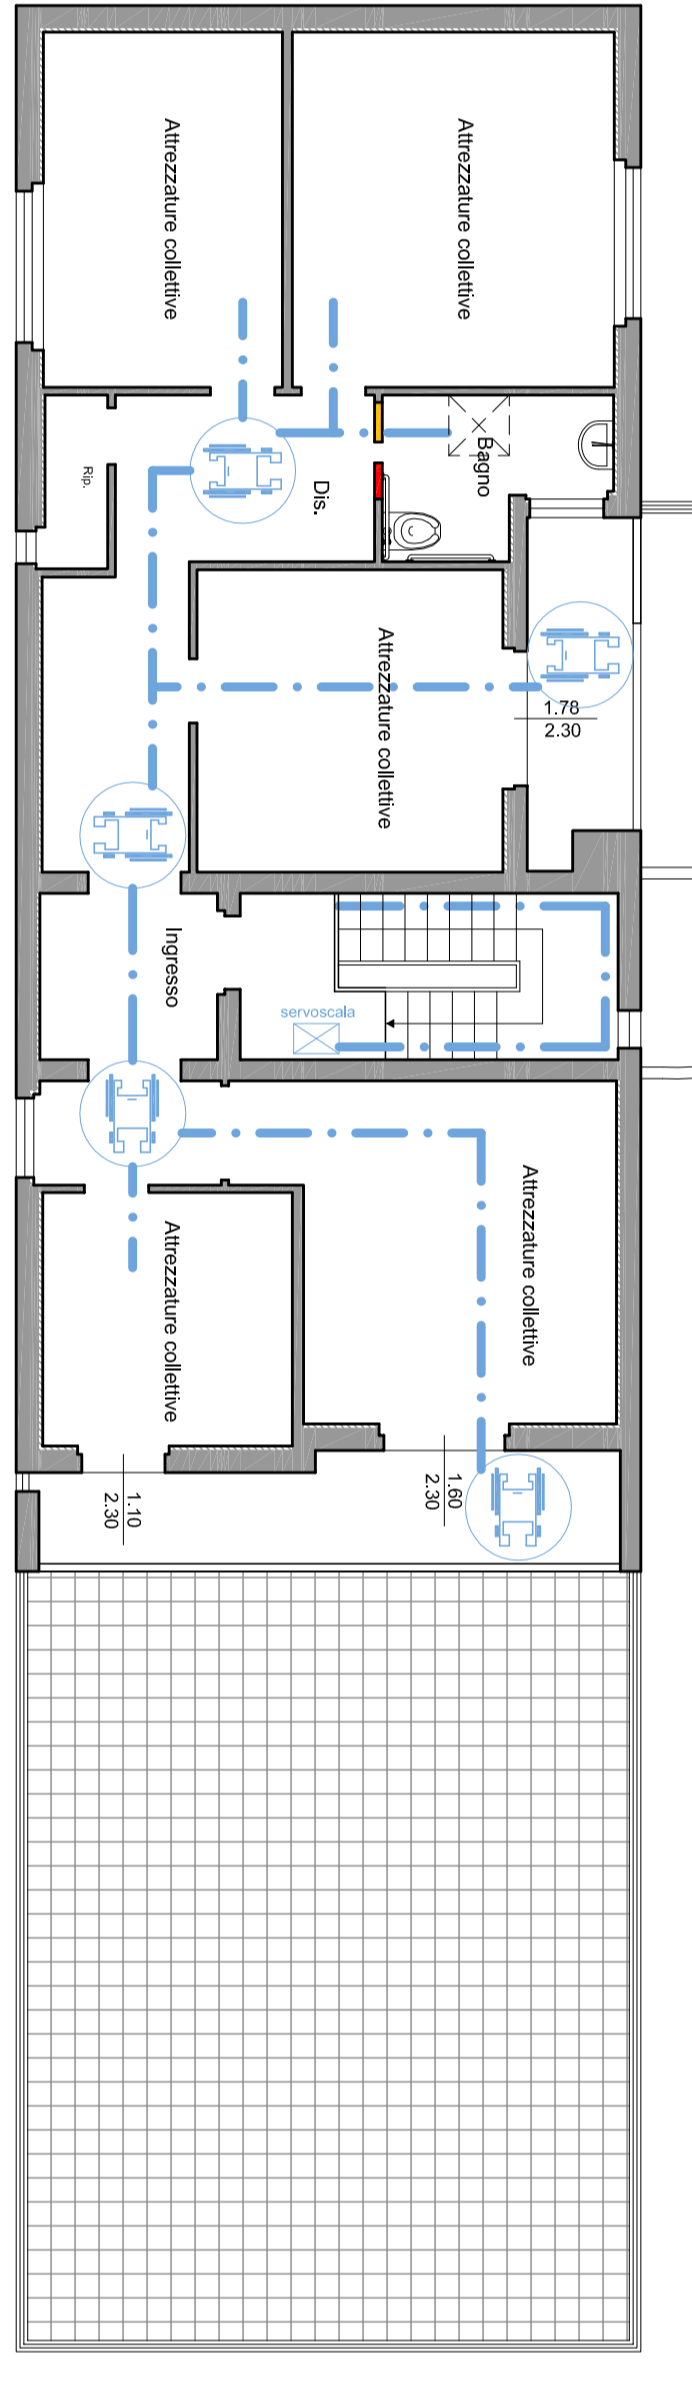 Attrezzature collettive
Attrezzature collettive
Bagno
Rip.
Dis.
Attrezzature collettive
1.78
2.30
Ingresso
servoscala
Attrezzature collettive
Attrezzature collettive
1.60
2.30
1.10
2.30